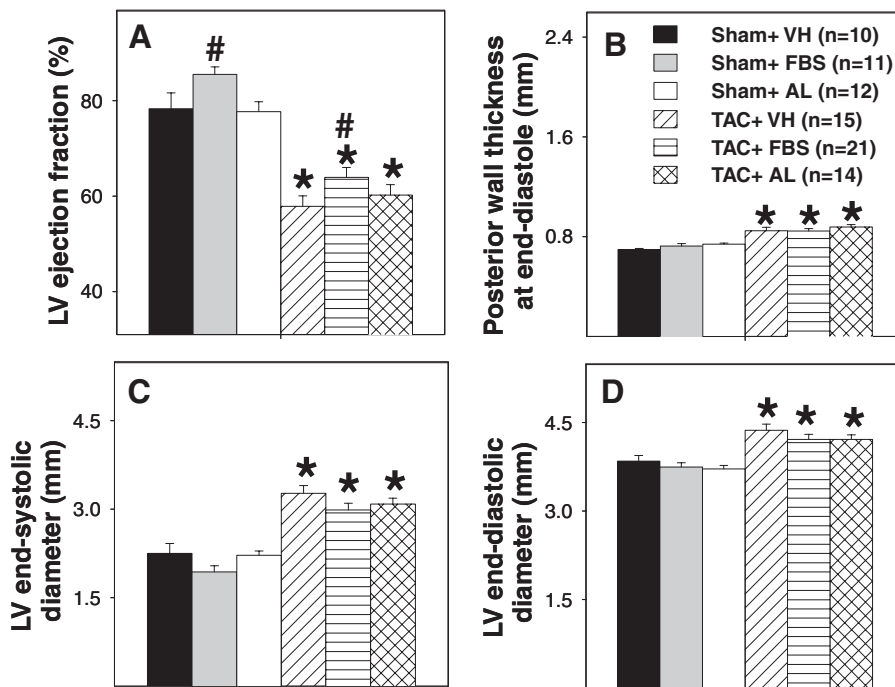 A
#
#
*
*
*
LV ejection fraction (%)
80
60
40
B
Sham+ VH (n=10)
Sham+ FBS (n=11)
Sham+ AL (n=12)
TAC+ VH (n=15)
TAC+ FBS (n=21)
TAC+ AL (n=14)
*
*
*
Posterior wall thickness
at end-diastole (mm)
2.4
1.6
0.8
C
*
*
*
LV end-systolic
diameter (mm)
4.5
3.0
1.5
D
*
*
*
LV end-diastolic
diameter (mm)
4.5
3.0
1.5